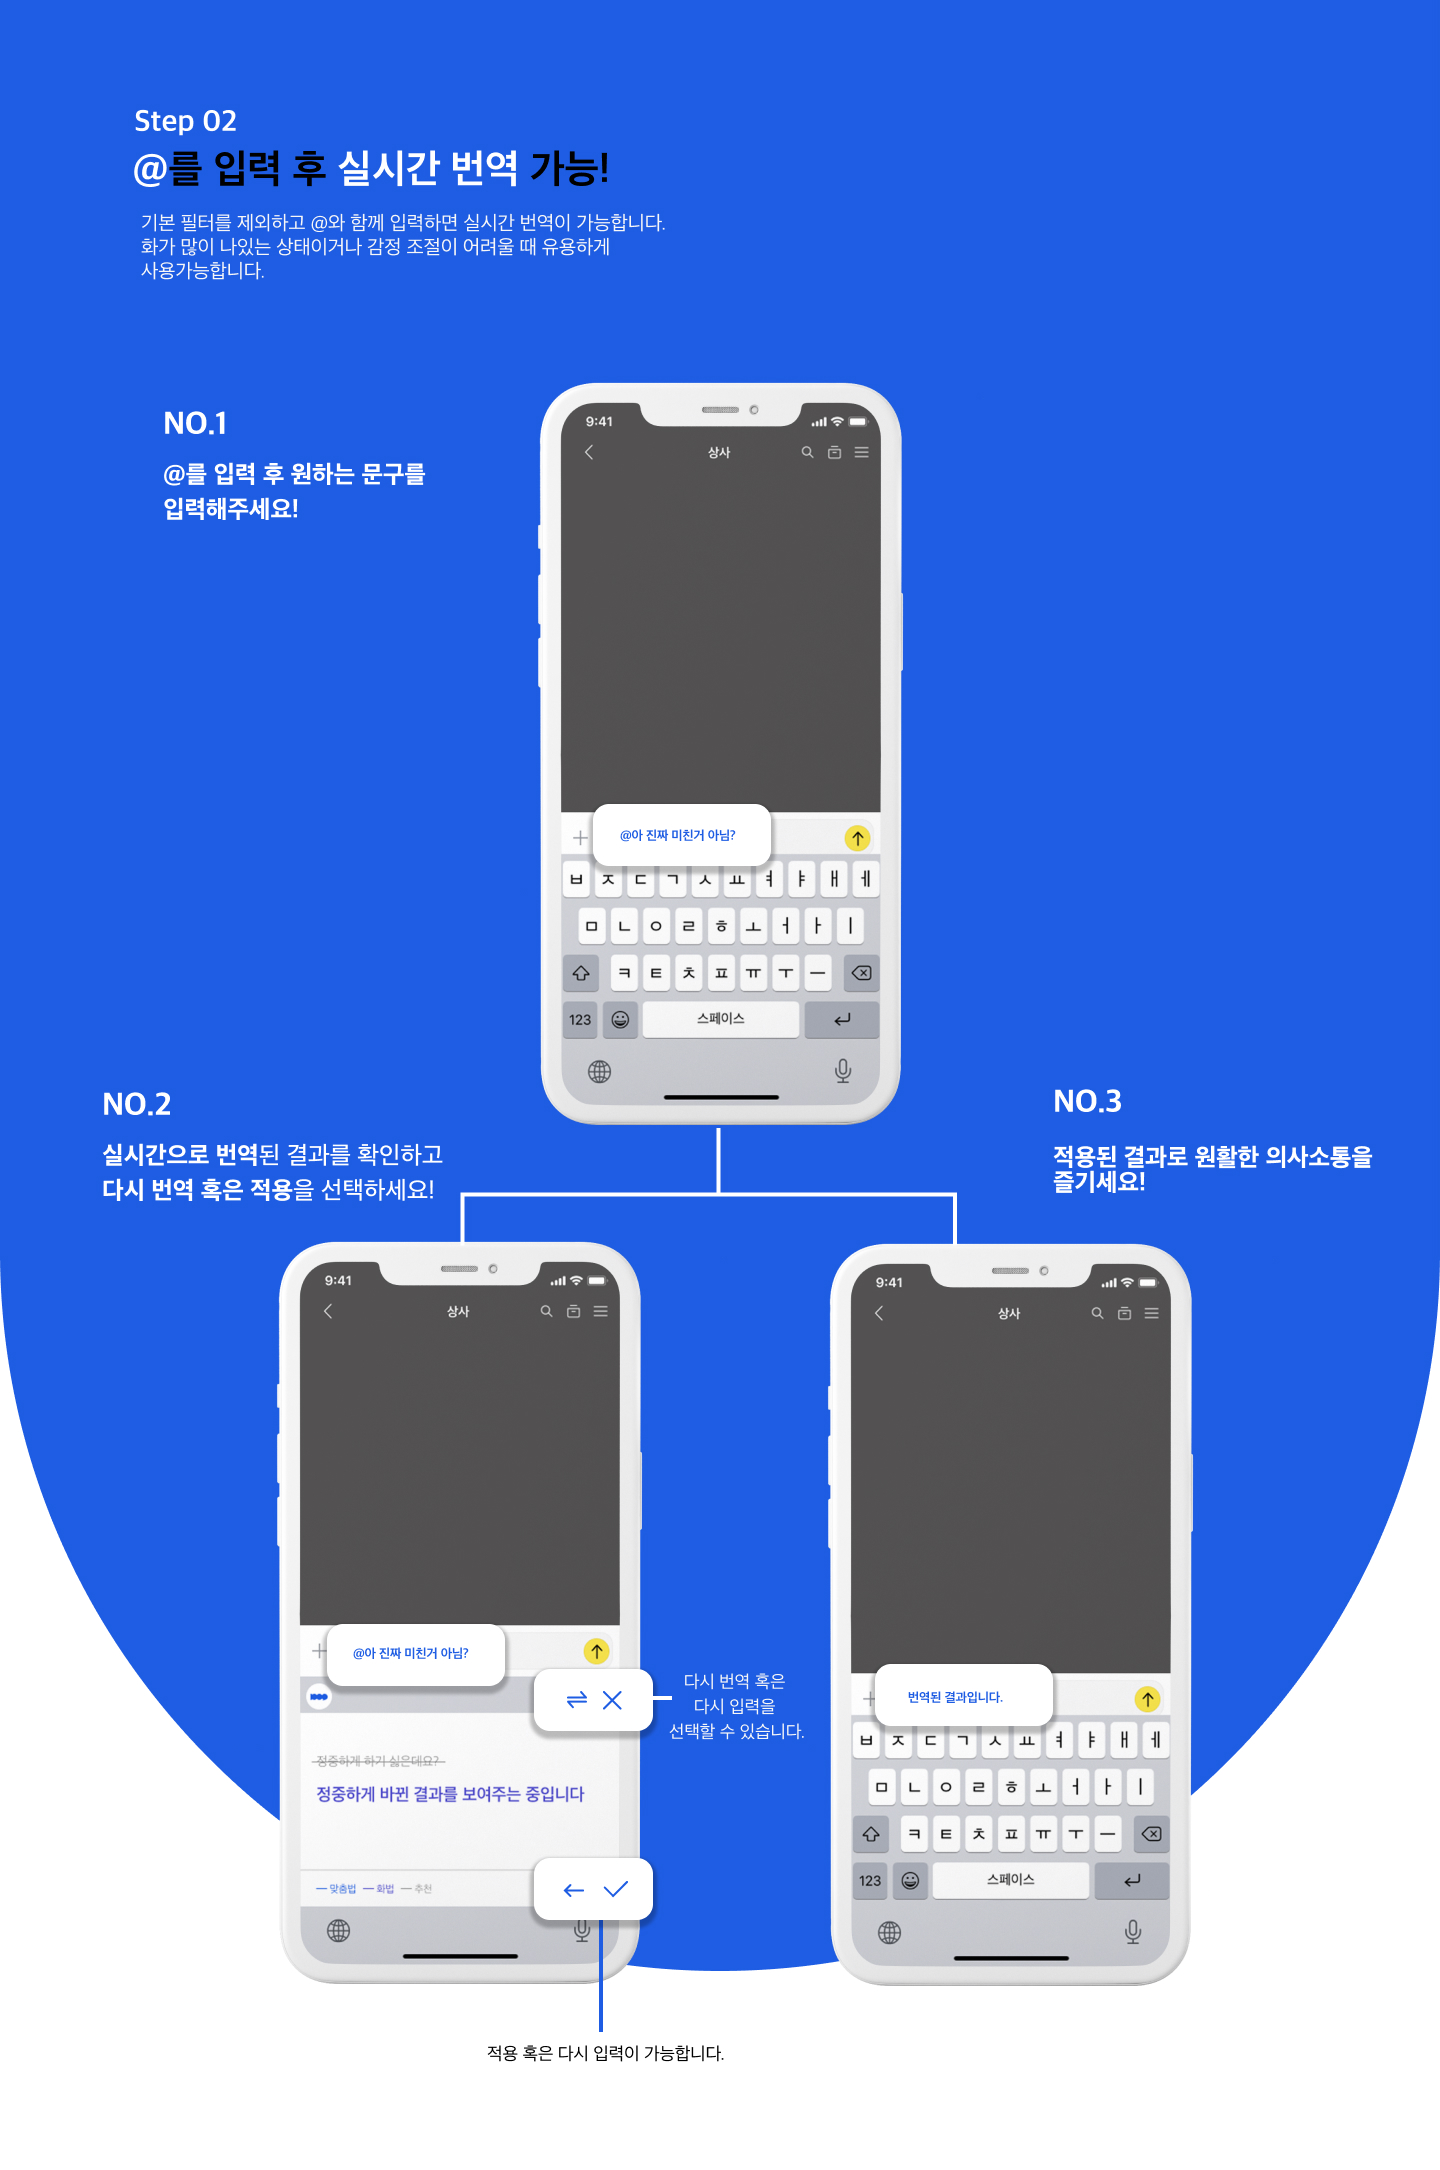 Step 02
@를 입력 후 실시간 번역 가능!
기본 필터를 제외하고 @와 함께 입력하면 실시간 번역이 가능합니다.
화가 많이 나있는 상태이거나 감정 조절이 어려울 때 유용하게
사용가능합니다.
NO.1
@를 입력 후 원하는 문구를
입력해주세요!
9:41
상사
@아 진짜 미친거 아님?
ㅂ ㅈ ㄷ ㄱ ㅅ ㅛ ㅕ ㅑ ㅐ ㅔ
ㅁ ㄴ ㅇ ㄹ ㅎ ㅗ ㅓ ㅏ ㅣ
ㅋ ㅌ ㅊ ㅍ ㅠ ㅜ ㅡ
123 스페이스
NO.2
실시간으로 번역된 결과를 확인하고
다시 번역 혹은 적용을 선택하세요!
NO.3
적용된 결과로 원활한 의사소통을
즐기세요!
9:41
상사
@아 진짜 미친거 아님?
다시 번역 혹은
다시 입력을
선택할 수 있습니다.
정중하게 하기 싫은데요?
정중하게 바뀐 결과를 보여주는 중입니다
맞춤법 화법 추천
적용 혹은 다시 입력이 가능합니다.
9:41
상사
번역된 결과입니다.
ㅂ ㅈ ㄷ ㄱ ㅅ ㅛ ㅕ ㅑ ㅐ ㅔ
ㅁ ㄴ ㅇ ㄹ ㅎ ㅗ ㅓ ㅏ ㅣ
ㅋ ㅌ ㅊ ㅍ ㅠ ㅜ ㅡ
123 스페이스